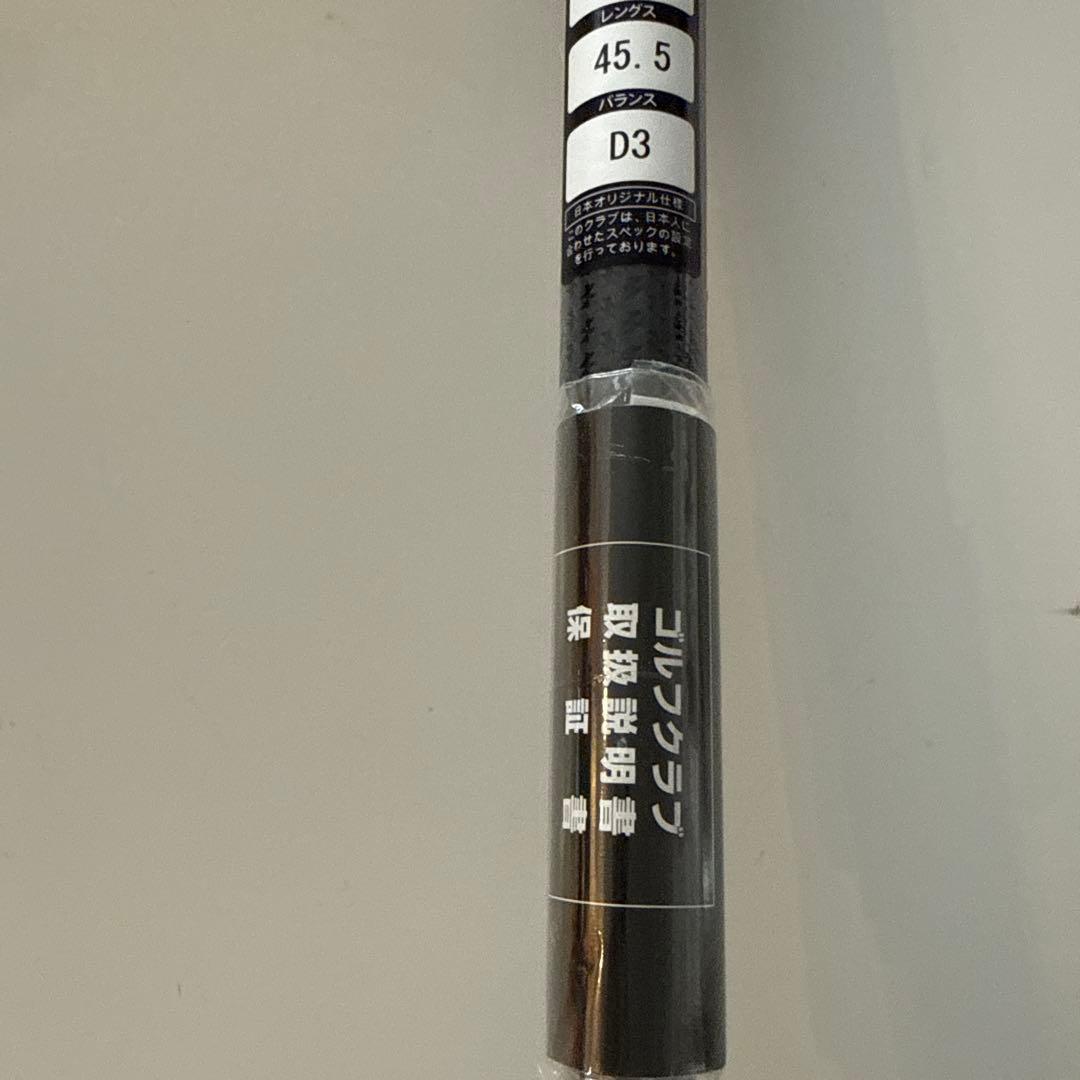 レングス
45.5
バランス
D3
日本オリジナル仕様
このクラブは、日本人に
合わせたスペックの設定
を行っております。
ゴルフクラブ
取扱説明書
保証書